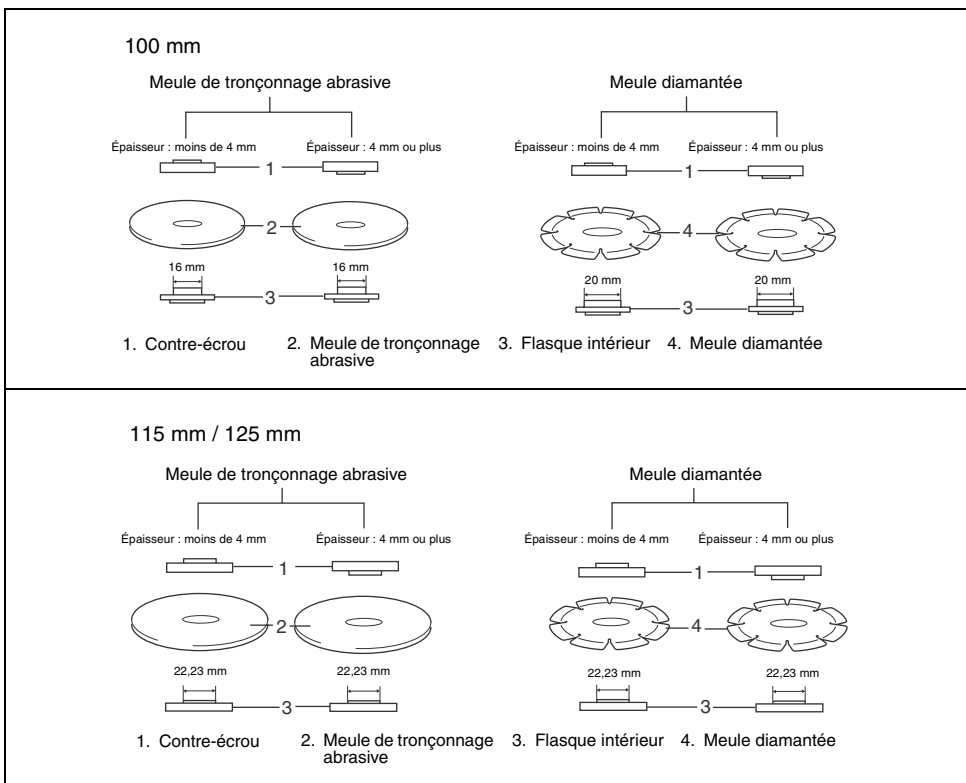 100 mm
Meule de tronçonnage abrasive
Meule diamantée
Épaisseur : moins de 4 mm
Épaisseur : 4 mm ou plus
Épaisseur : moins de 4 mm
Épaisseur : 4 mm ou plus
1
1
2
4
16 mm
16 mm
20 mm
20 mm
3
3
1. Contre-écrou
2. Meule de tronçonnage
abrasive
3. Flasque intérieur
4. Meule diamantée
115 mm / 125 mm
Meule de tronçonnage abrasive
Meule diamantée
Épaisseur : moins de 4 mm
Épaisseur : 4 mm ou plus
Épaisseur : moins de 4 mm
Épaisseur : 4 mm ou plus
1
1
2
4
22,23 mm
22,23 mm
22,23 mm
22,23 mm
3
3
1. Contre-écrou
2. Meule de tronçonnage
abrasive
3. Flasque intérieur
4. Meule diamantée